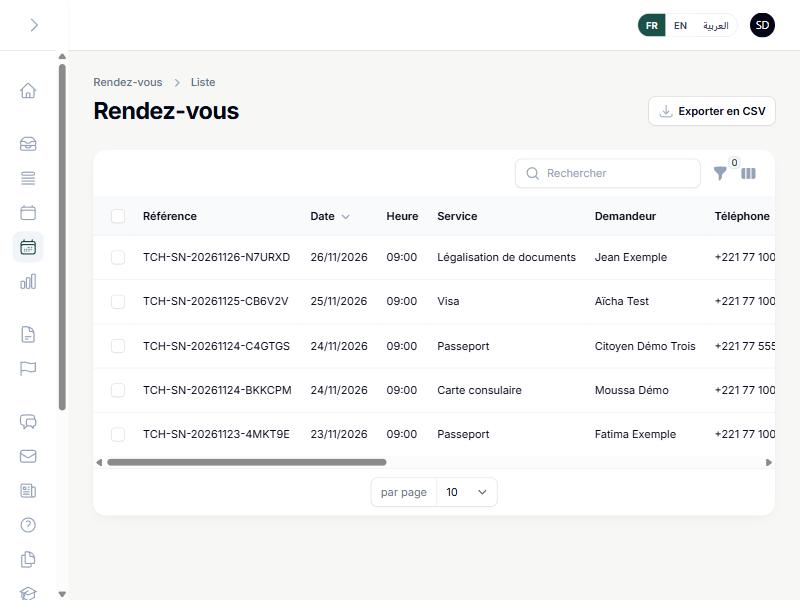 FR EN العربية SD
Rendez-vous Liste
Rendez-vous
Exporter en CSV
Rechercher 0
Référence Date Heure Service Demandeur Téléphone
TCH-SN-20261126-N7URXD 26/11/2026 09:00 Légalisation de documents Jean Exemple +221 77 100
TCH-SN-20261125-CB6V2V 25/11/2026 09:00 Visa Aïcha Test +221 77 100
TCH-SN-20261124-C4GTGS 24/11/2026 09:00 Passeport Citoyen Démo Trois +221 77 555
TCH-SN-20261124-BKKCPM 24/11/2026 09:00 Carte consulaire Moussa Démo +221 77 100
TCH-SN-20261123-4MKT9E 23/11/2026 09:00 Passeport Fatima Exemple +221 77 100
par page 10